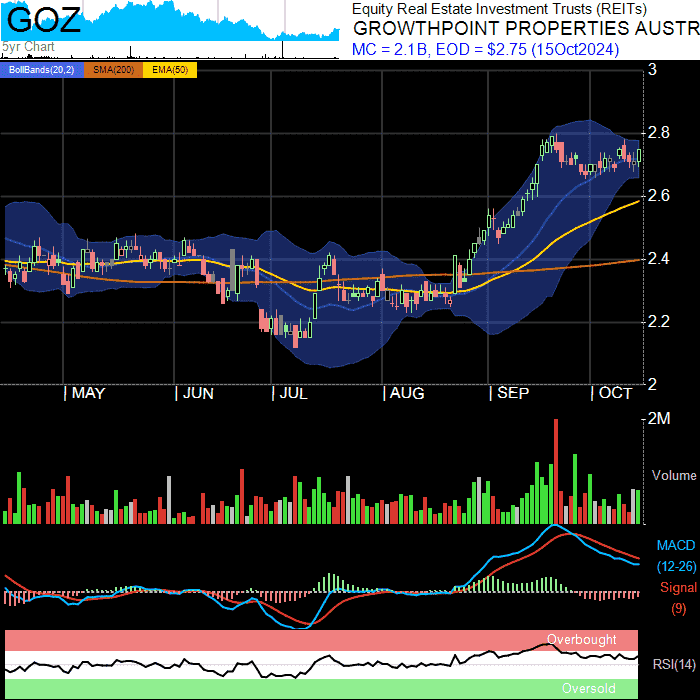 GOZ
5yr Chart
Equity Real Estate Investment Trusts (REITs)
GROWTHPOINT PROPERTIES AUSTR
MC = 2.1B, EOD = $2.75 (15Oct2024)
BollBands(20,2) SMA(200) EMA(50)
3
2.8
2.6
2.4
2.2
2
| MAY | JUN | JUL | AUG | SEP | OCT
2M
Volume
MACD
(12-26)
Signal
(9)
Overbought
RSI(14)
Oversold